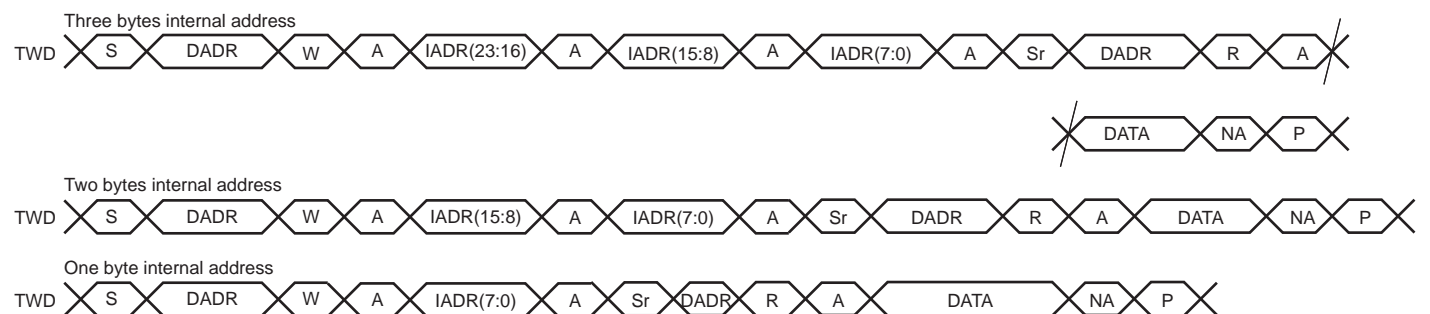 Three bytes internal address
TWD S DADR W A IADR(23:16) A IADR(15:8) A IADR(7:0) A Sr DADR R A
DATA NA P
Two bytes internal address
TWD S DADR W A IADR(15:8) A IADR(7:0) A Sr DADR R A DATA NA P
One byte internal address
TWD S DADR W A IADR(7:0) A Sr DADR R A DATA NA P